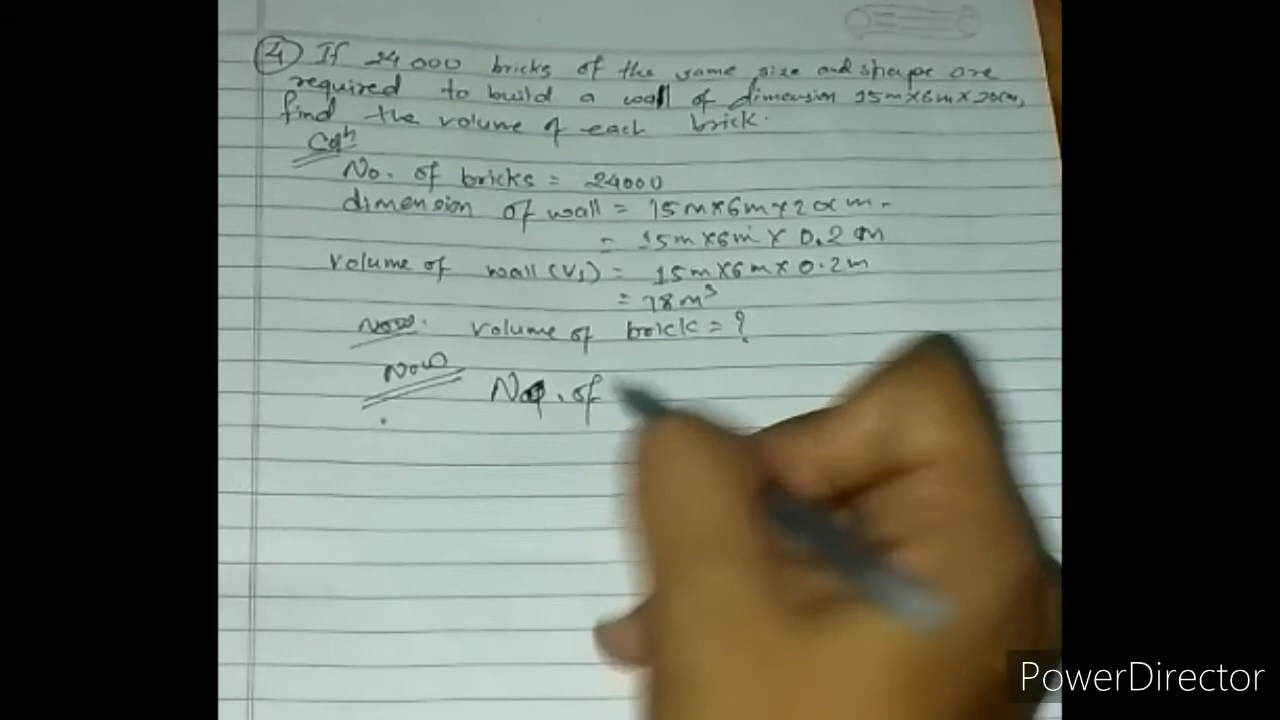 4 If 24000 bricks of the same size and shape are
required to build a wall of dimension 15m×6m×20cm,
find the volume of each brick.
Solⁿ
No. of bricks = 24000
dimension of wall = 15m×6m×20cm.
= 15m×6m × 0.2m
volume of wall (V₁) = 15m×6m×0.2m
= 18m³
Now. volume of brick = ?
Now No. of
PowerDirector